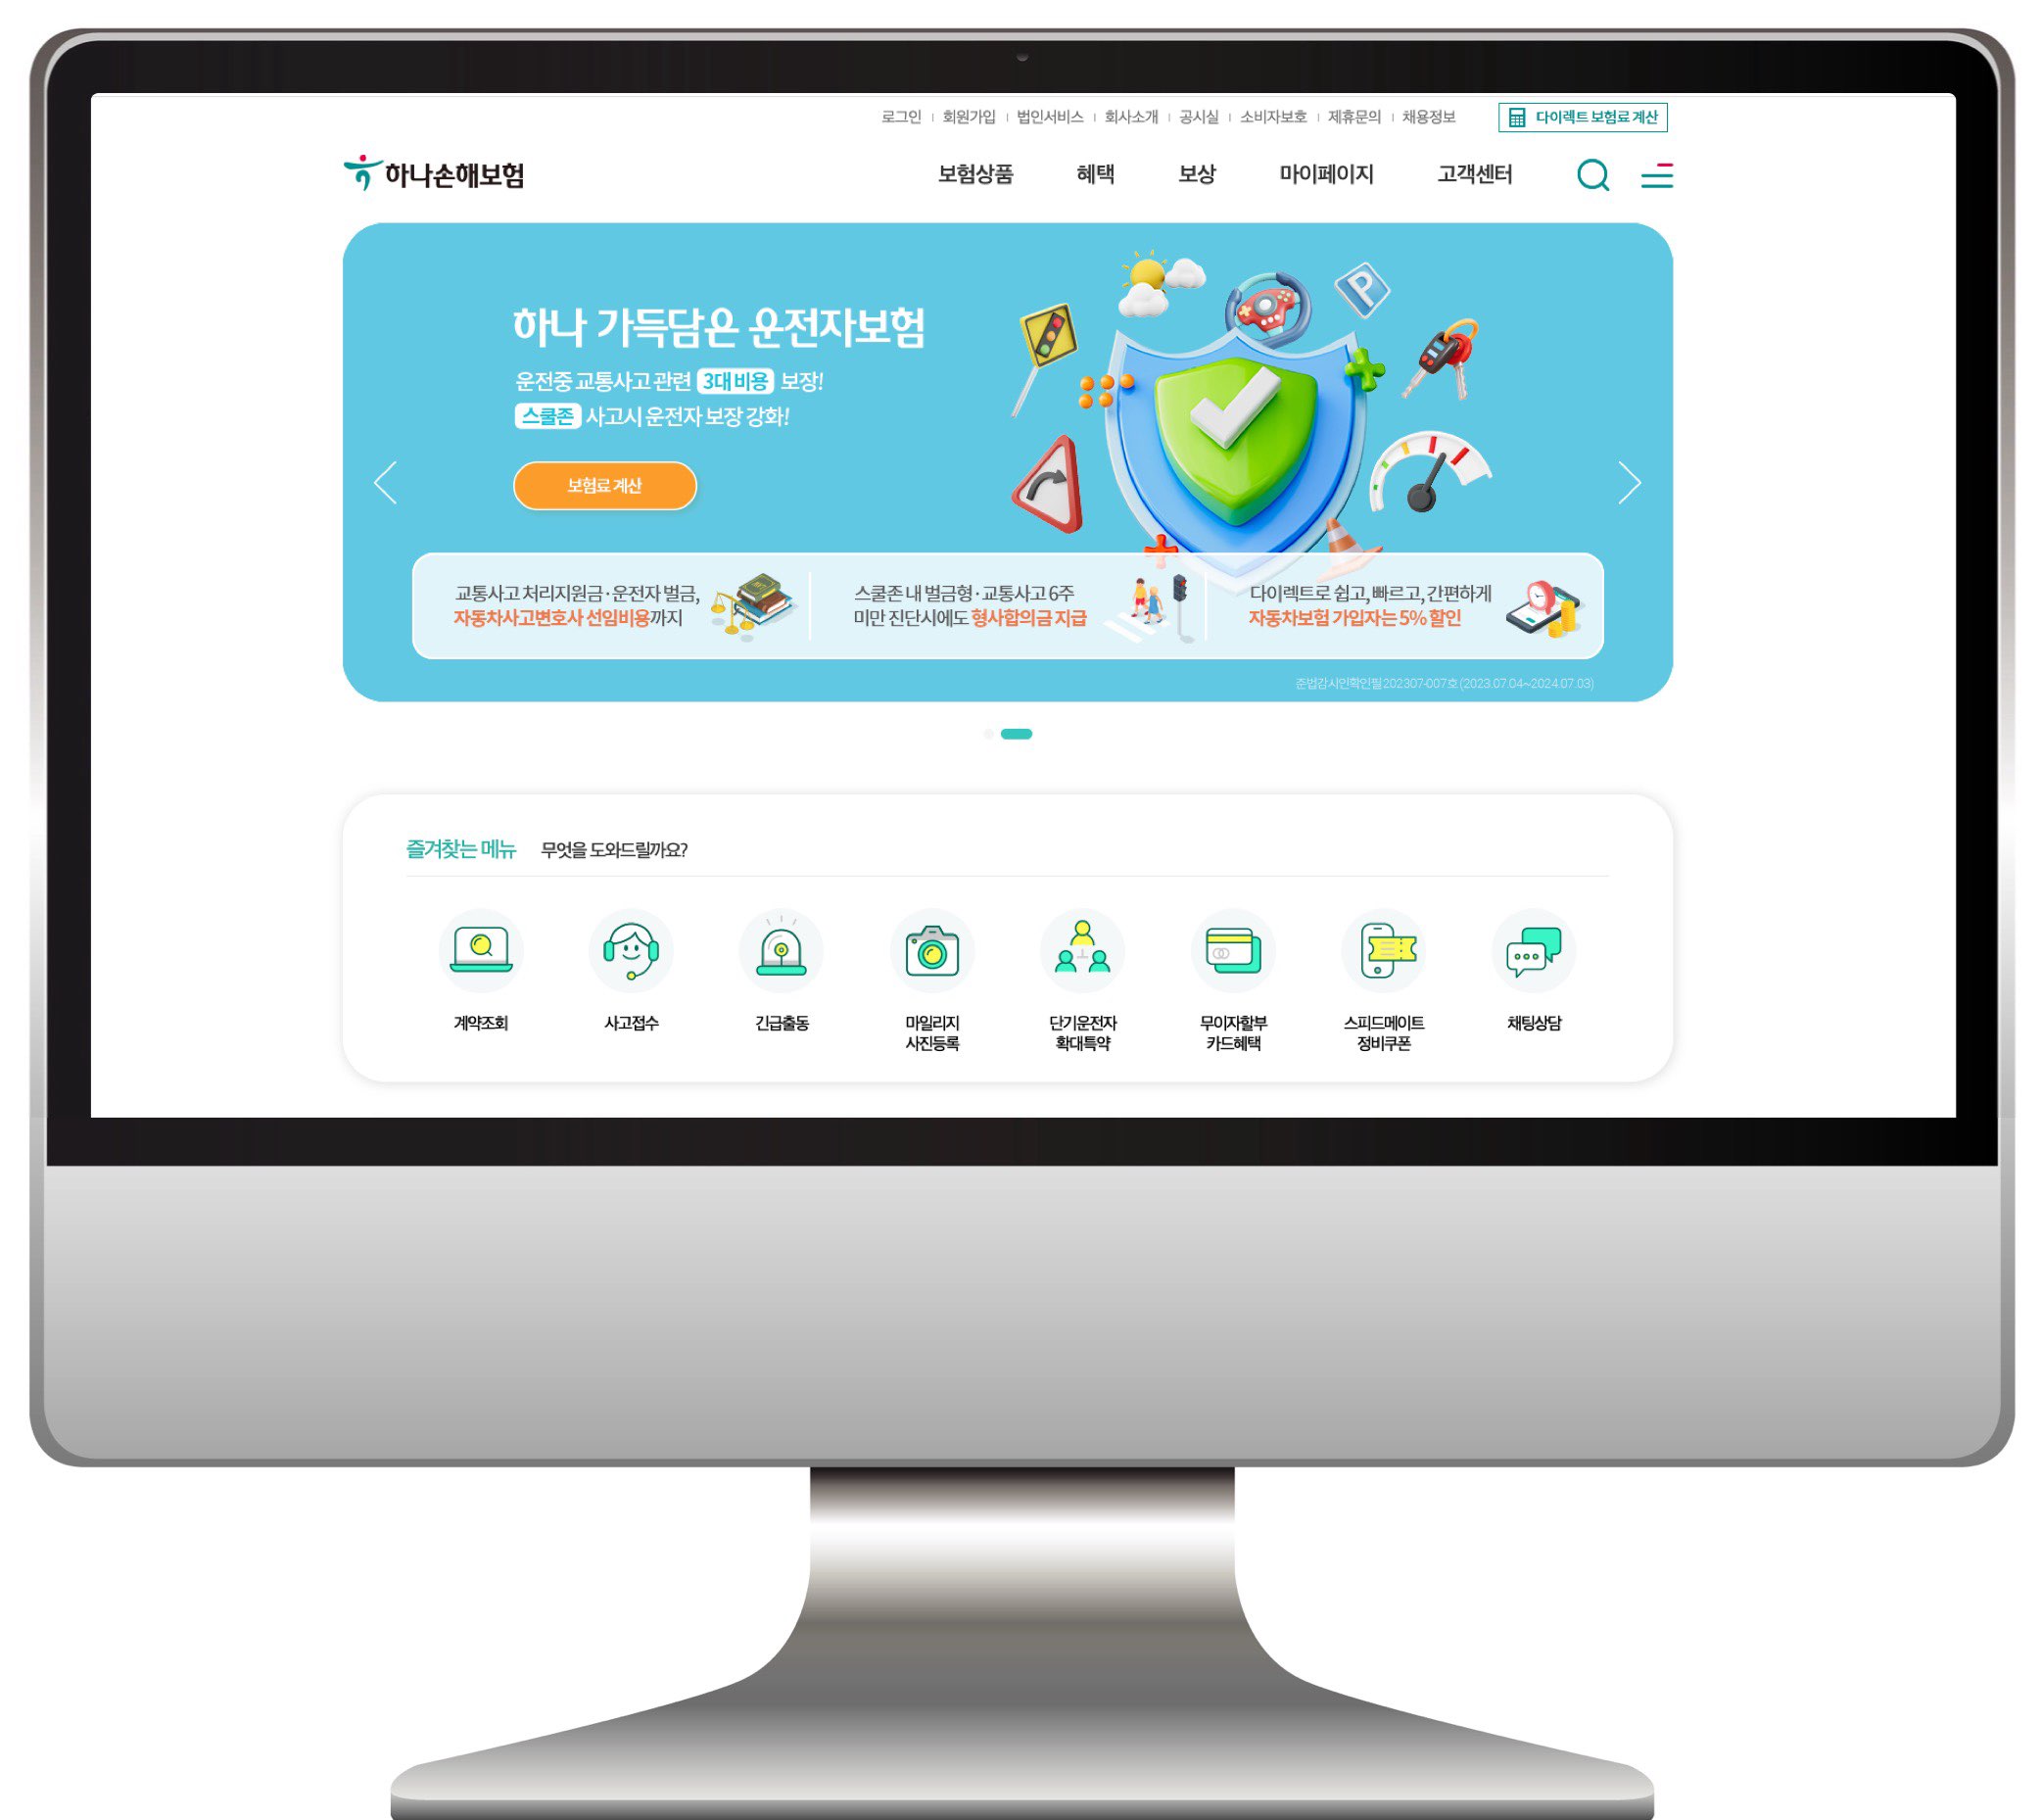 로그인 회원가입 법인서비스 회사소개 공시실 소비자보호 제휴문의 채용정보 다이렉트 보험료 계산
하나손해보험 보험상품 혜택 보상 마이페이지 고객센터
하나 가득담은 운전자보험
운전중 교통사고 관련 3대비용 보장!
스쿨존 사고시 운전자 보장 강화!
보험료 계산
교통사고 처리지원금·운전자 벌금,
자동차사고변호사 선임비용까지
스쿨존 내 벌금형·교통사고 6주
미만 진단시에도 형사합의금 지급
다이렉트로 쉽고, 빠르고, 간편하게
자동차보험 가입자는 5% 할인
준법감시인확인필 202307-007호 (2023.07.04~2024.07.03)
즐겨찾는 메뉴 무엇을 도와드릴까요?
계약조회
사고접수
긴급출동
마일리지
사진등록
단기운전자
확대특약
무이자할부
카드혜택
스피드메이트
정비쿠폰
채팅상담